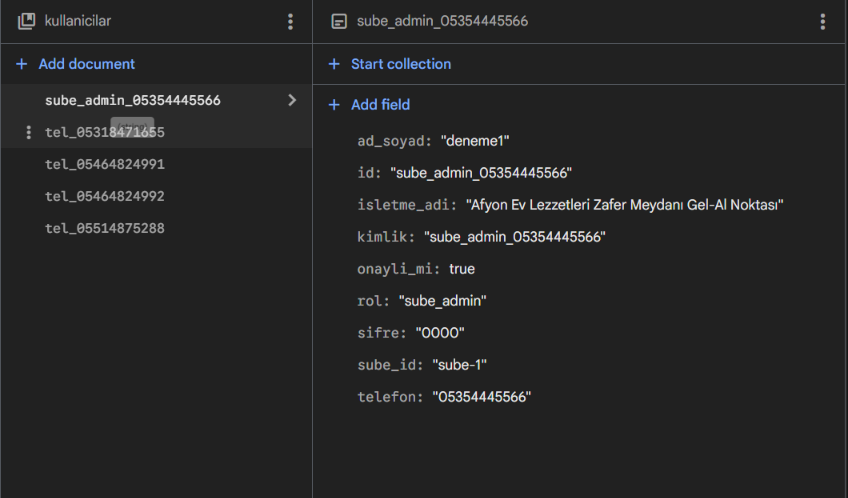 kullanicilar
sube_admin_05354445566
+ Add document
+ Start collection
sube_admin_05354445566
+ Add field
tel_05318471655
tel_05464824991
tel_05464824992
tel_05514875288
ad_soyad: "deneme1"
id: "sube_admin_05354445566"
isletme_adi: "Afyon Ev Lezzetleri Zafer Meydanı Gel-Al Noktası"
kimlik: "sube_admin_05354445566"
onayli_mi: true
rol: "sube_admin"
sifre: "0000"
sube_id: "sube-1"
telefon: "05354445566"